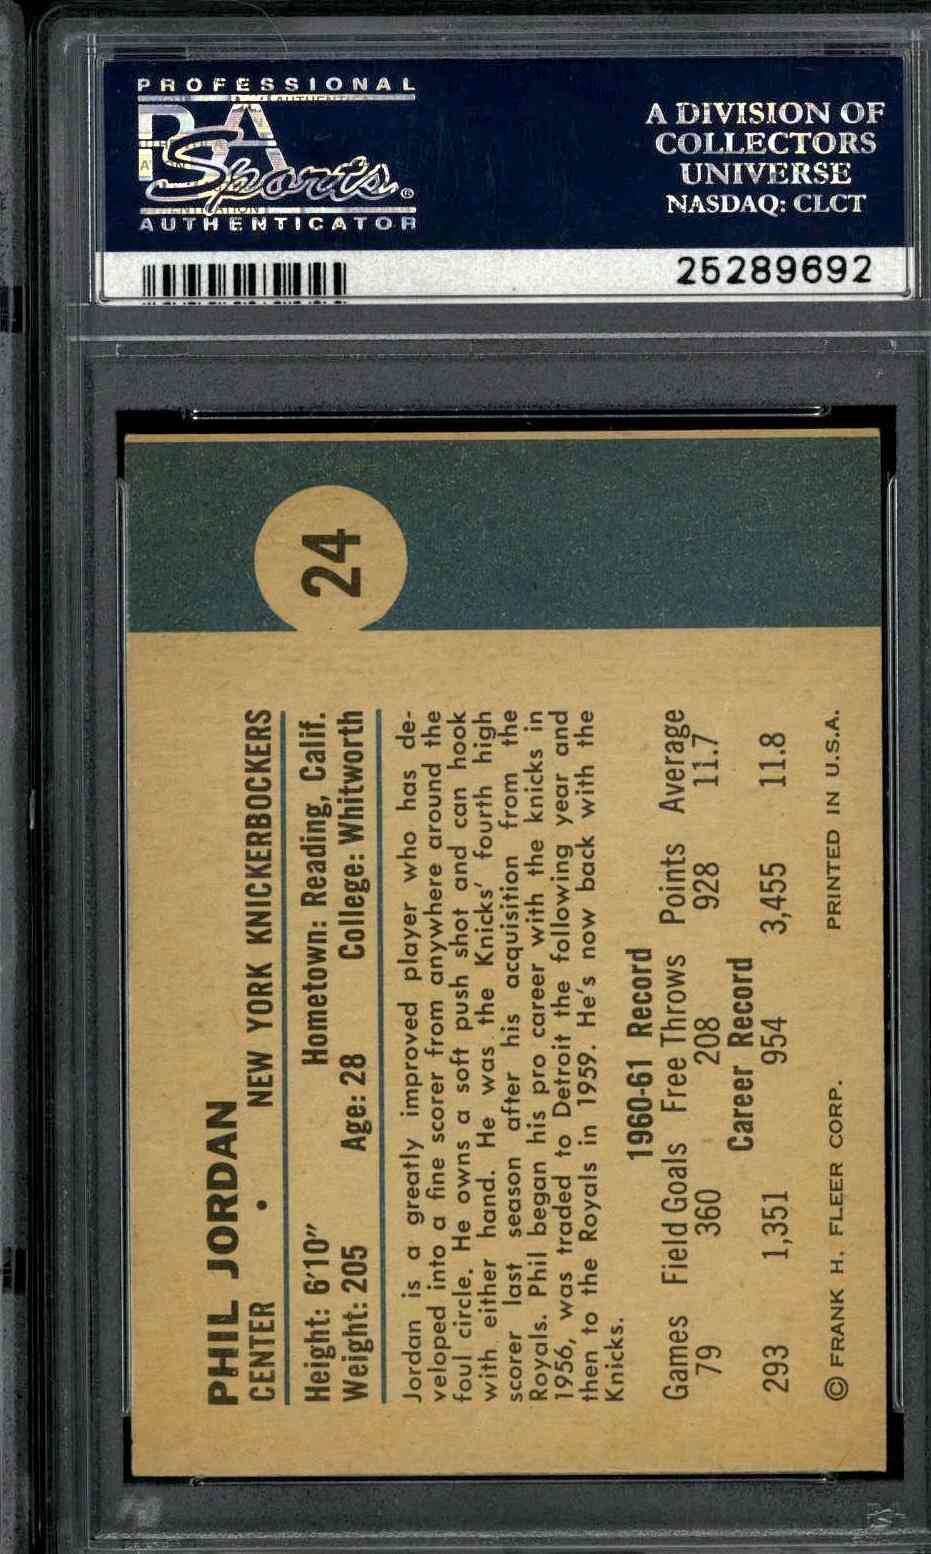 PROFESSIONAL
PSA
Sports®
AUTHENTICATOR
A DIVISION OF
COLLECTORS
UNIVERSE
NASDAQ: CLCT
25289692
24
PHIL JORDAN
CENTER • NEW YORK KNICKERBOCKERS
Height: 6'10" Hometown: Reading, Calif.
Weight: 205 Age: 28 College: Whitworth
Jordan is a greatly improved player who has de-
veloped into a fine scorer from anywhere around the
foul circle. He owns a soft push shot and can hook
with either hand. He was the Knicks' fourth high
scorer last season after his acquisition from the
Royals. Phil began his pro career with the knicks in
1956, was traded to Detroit the following year and
then to the Royals in 1959. He's now back with the
Knicks.
1960-61 Record
Games Field Goals Free Throws Points Average
79 360 208 928 11.7
Career Record
293 1,351 954 3,455 11.8
© FRANK H. FLEER CORP. PRINTED IN U.S.A.